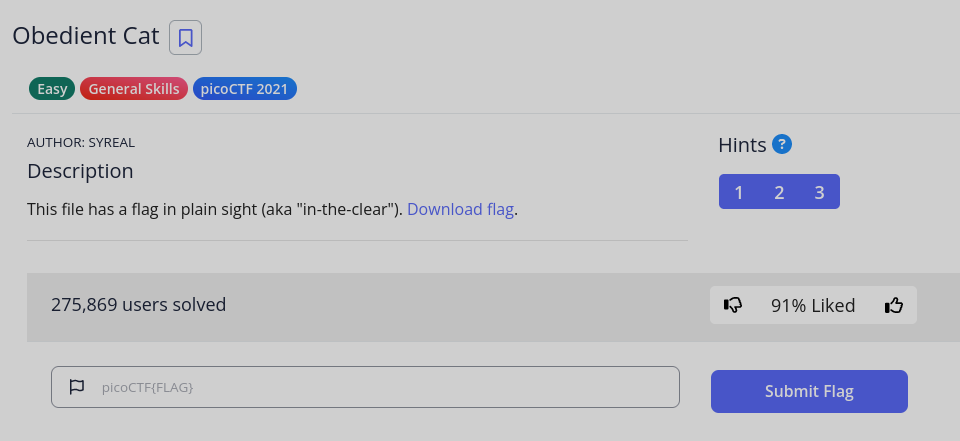 Obedient Cat
Easy General Skills picoCTF 2021
AUTHOR: SYREAL
Description
This file has a flag in plain sight (aka "in-the-clear"). Download flag.
Hints ?
1 2 3
275,869 users solved
91% Liked
picoCTF{FLAG}
Submit Flag